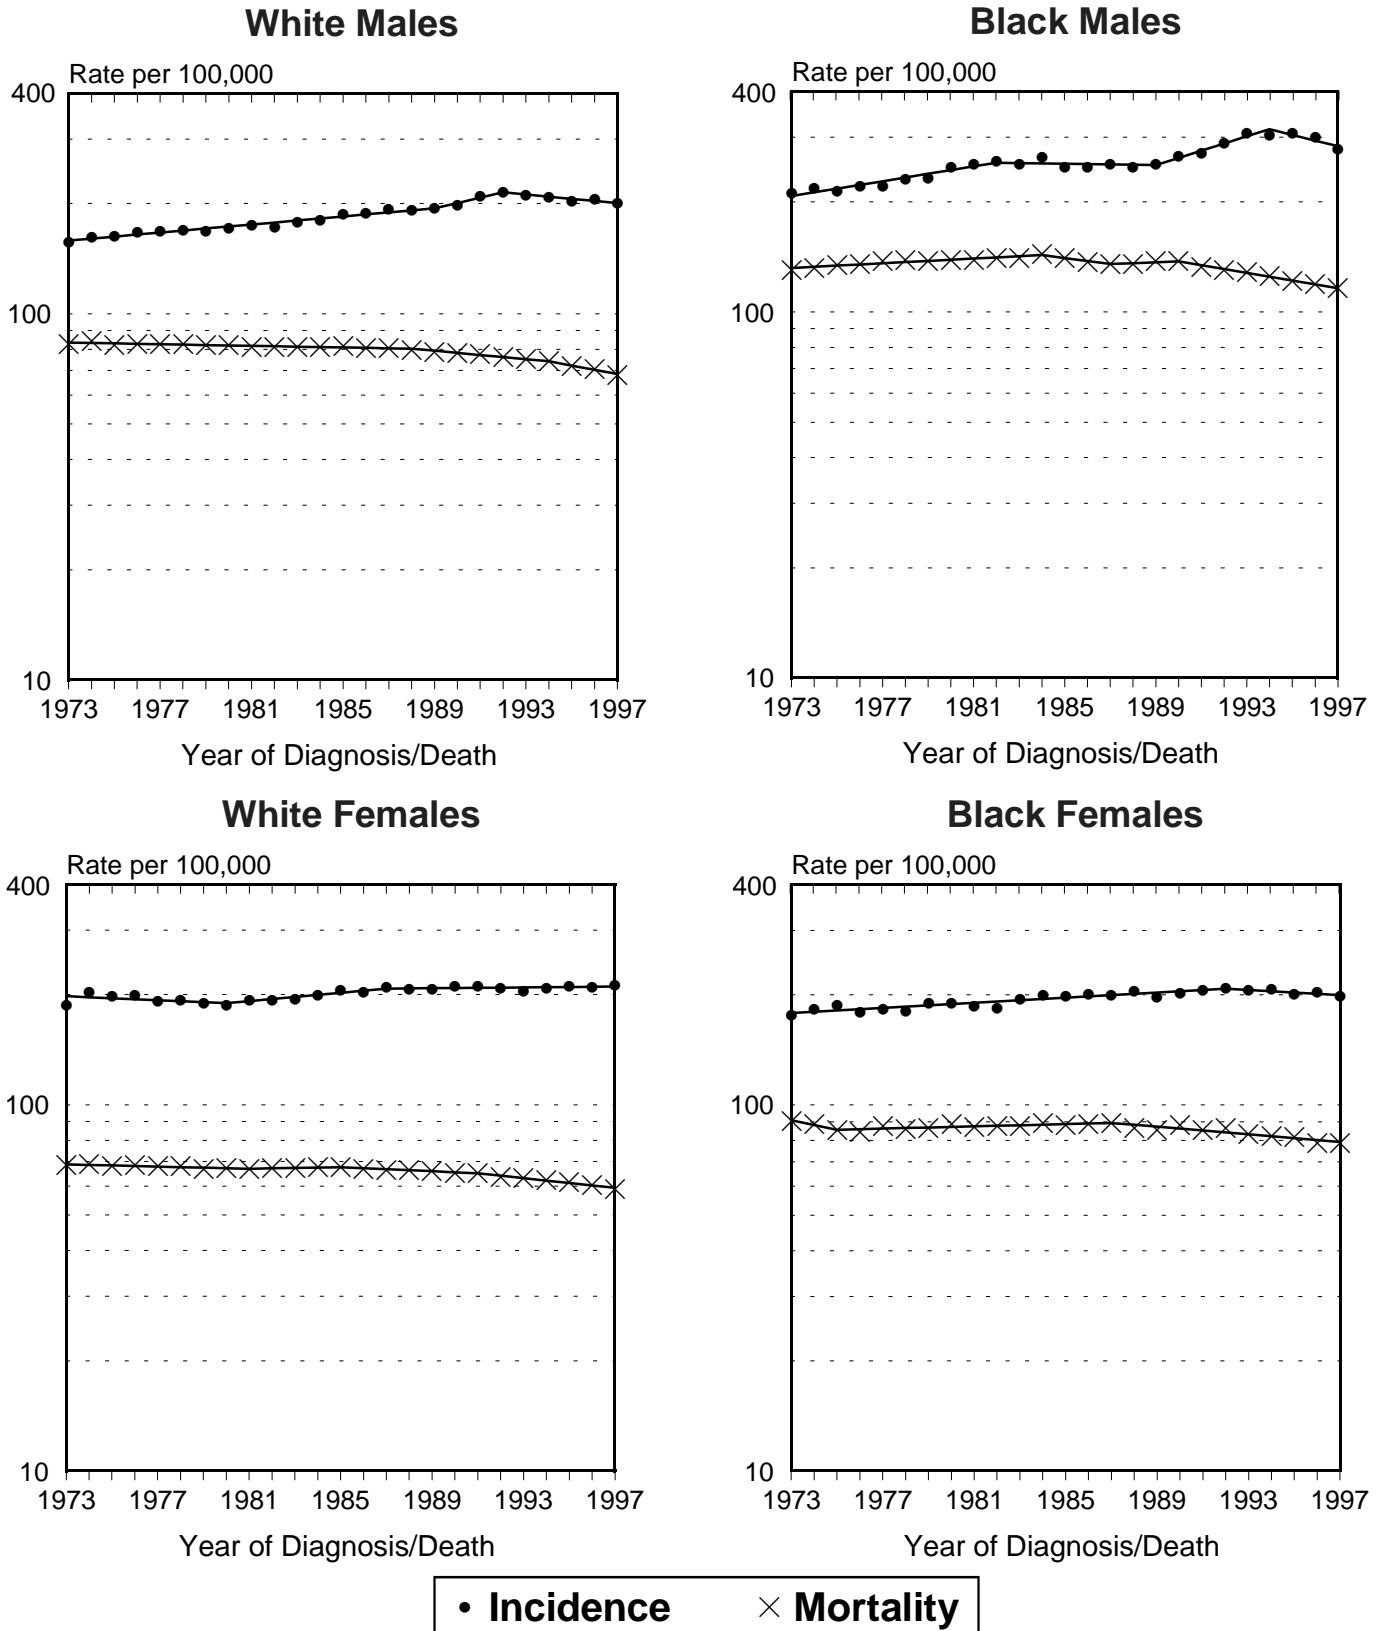 White Males
Rate per 100,000
400
100
10
1973 1977 1981 1985 1989 1993 1997
Year of Diagnosis/Death
Black Males
Rate per 100,000
400
100
10
1973 1977 1981 1985 1989 1993 1997
Year of Diagnosis/Death
White Females
Rate per 100,000
400
100
10
1973 1977 1981 1985 1989 1993 1997
Year of Diagnosis/Death
Black Females
Rate per 100,000
400
100
10
1973 1977 1981 1985 1989 1993 1997
Year of Diagnosis/Death
Incidence Mortality